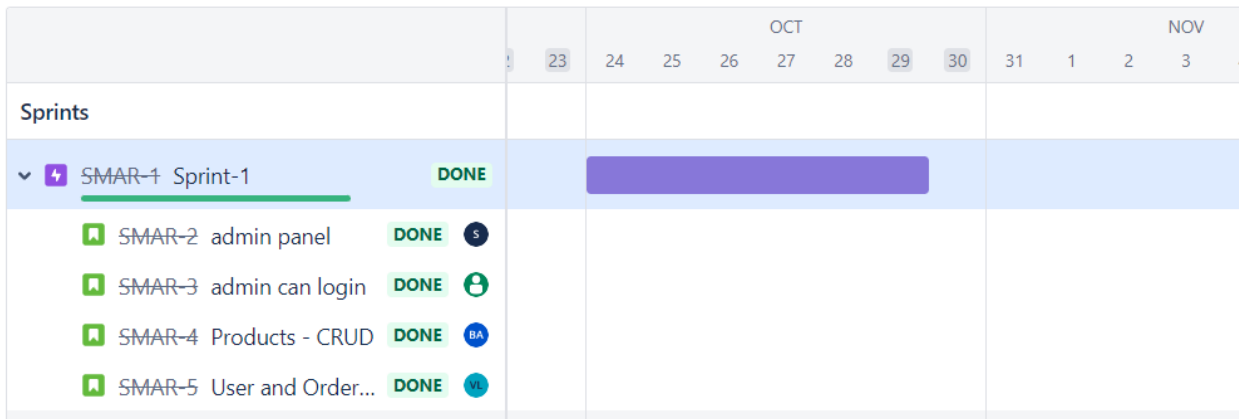 OCT NOV
23 24 25 26 27 28 29 30 31 1 2 3
Sprints
SMAR-1 Sprint-1 DONE
SMAR-2 admin panel DONE S
SMAR-3 admin can login DONE
SMAR-4 Products - CRUD DONE BA
SMAR-5 User and Order... DONE VL